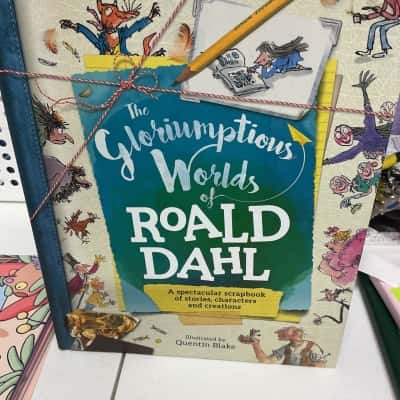 The
Gloriumptious
Worlds
of
ROALD
DAHL
A spectacular scrapbook
of stories, characters
and creations
Illustrated by
Quentin Blake